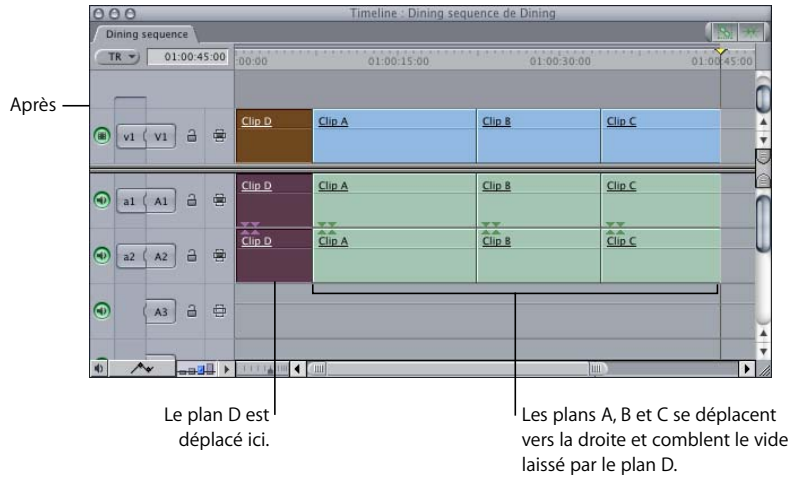 Timeline : Dining sequence de Dining
Dining sequence
TR 01:00:45:00 :00:00 01:00:15:00 01:00:30:00 01:00:45:00
Après
v1 V1 Clip D Clip A Clip B Clip C
a1 A1 Clip D Clip A Clip B Clip C
a2 A2 Clip D Clip A Clip B Clip C
A3
Le plan D est
déplacé ici.
Les plans A, B et C se déplacent
vers la droite et comblent le vide
laissé par le plan D.